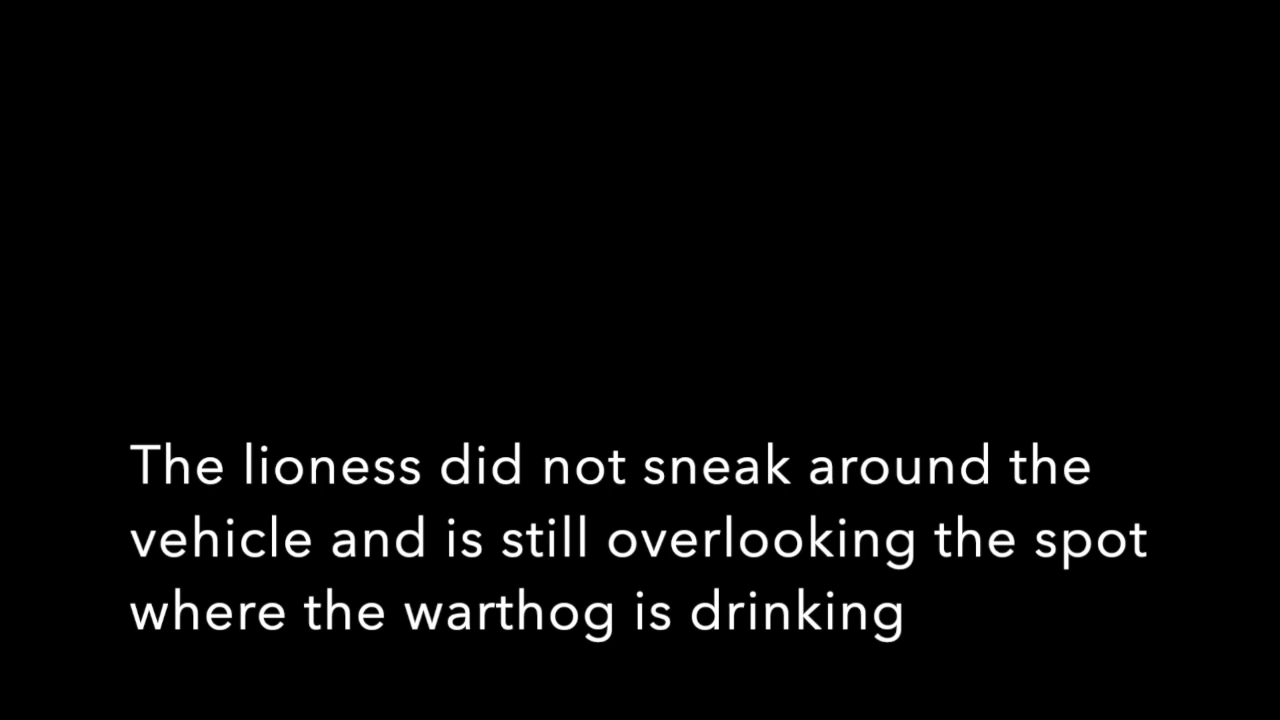 The lioness did not sneak around the
vehicle and is still overlooking the spot
where the warthog is drinking